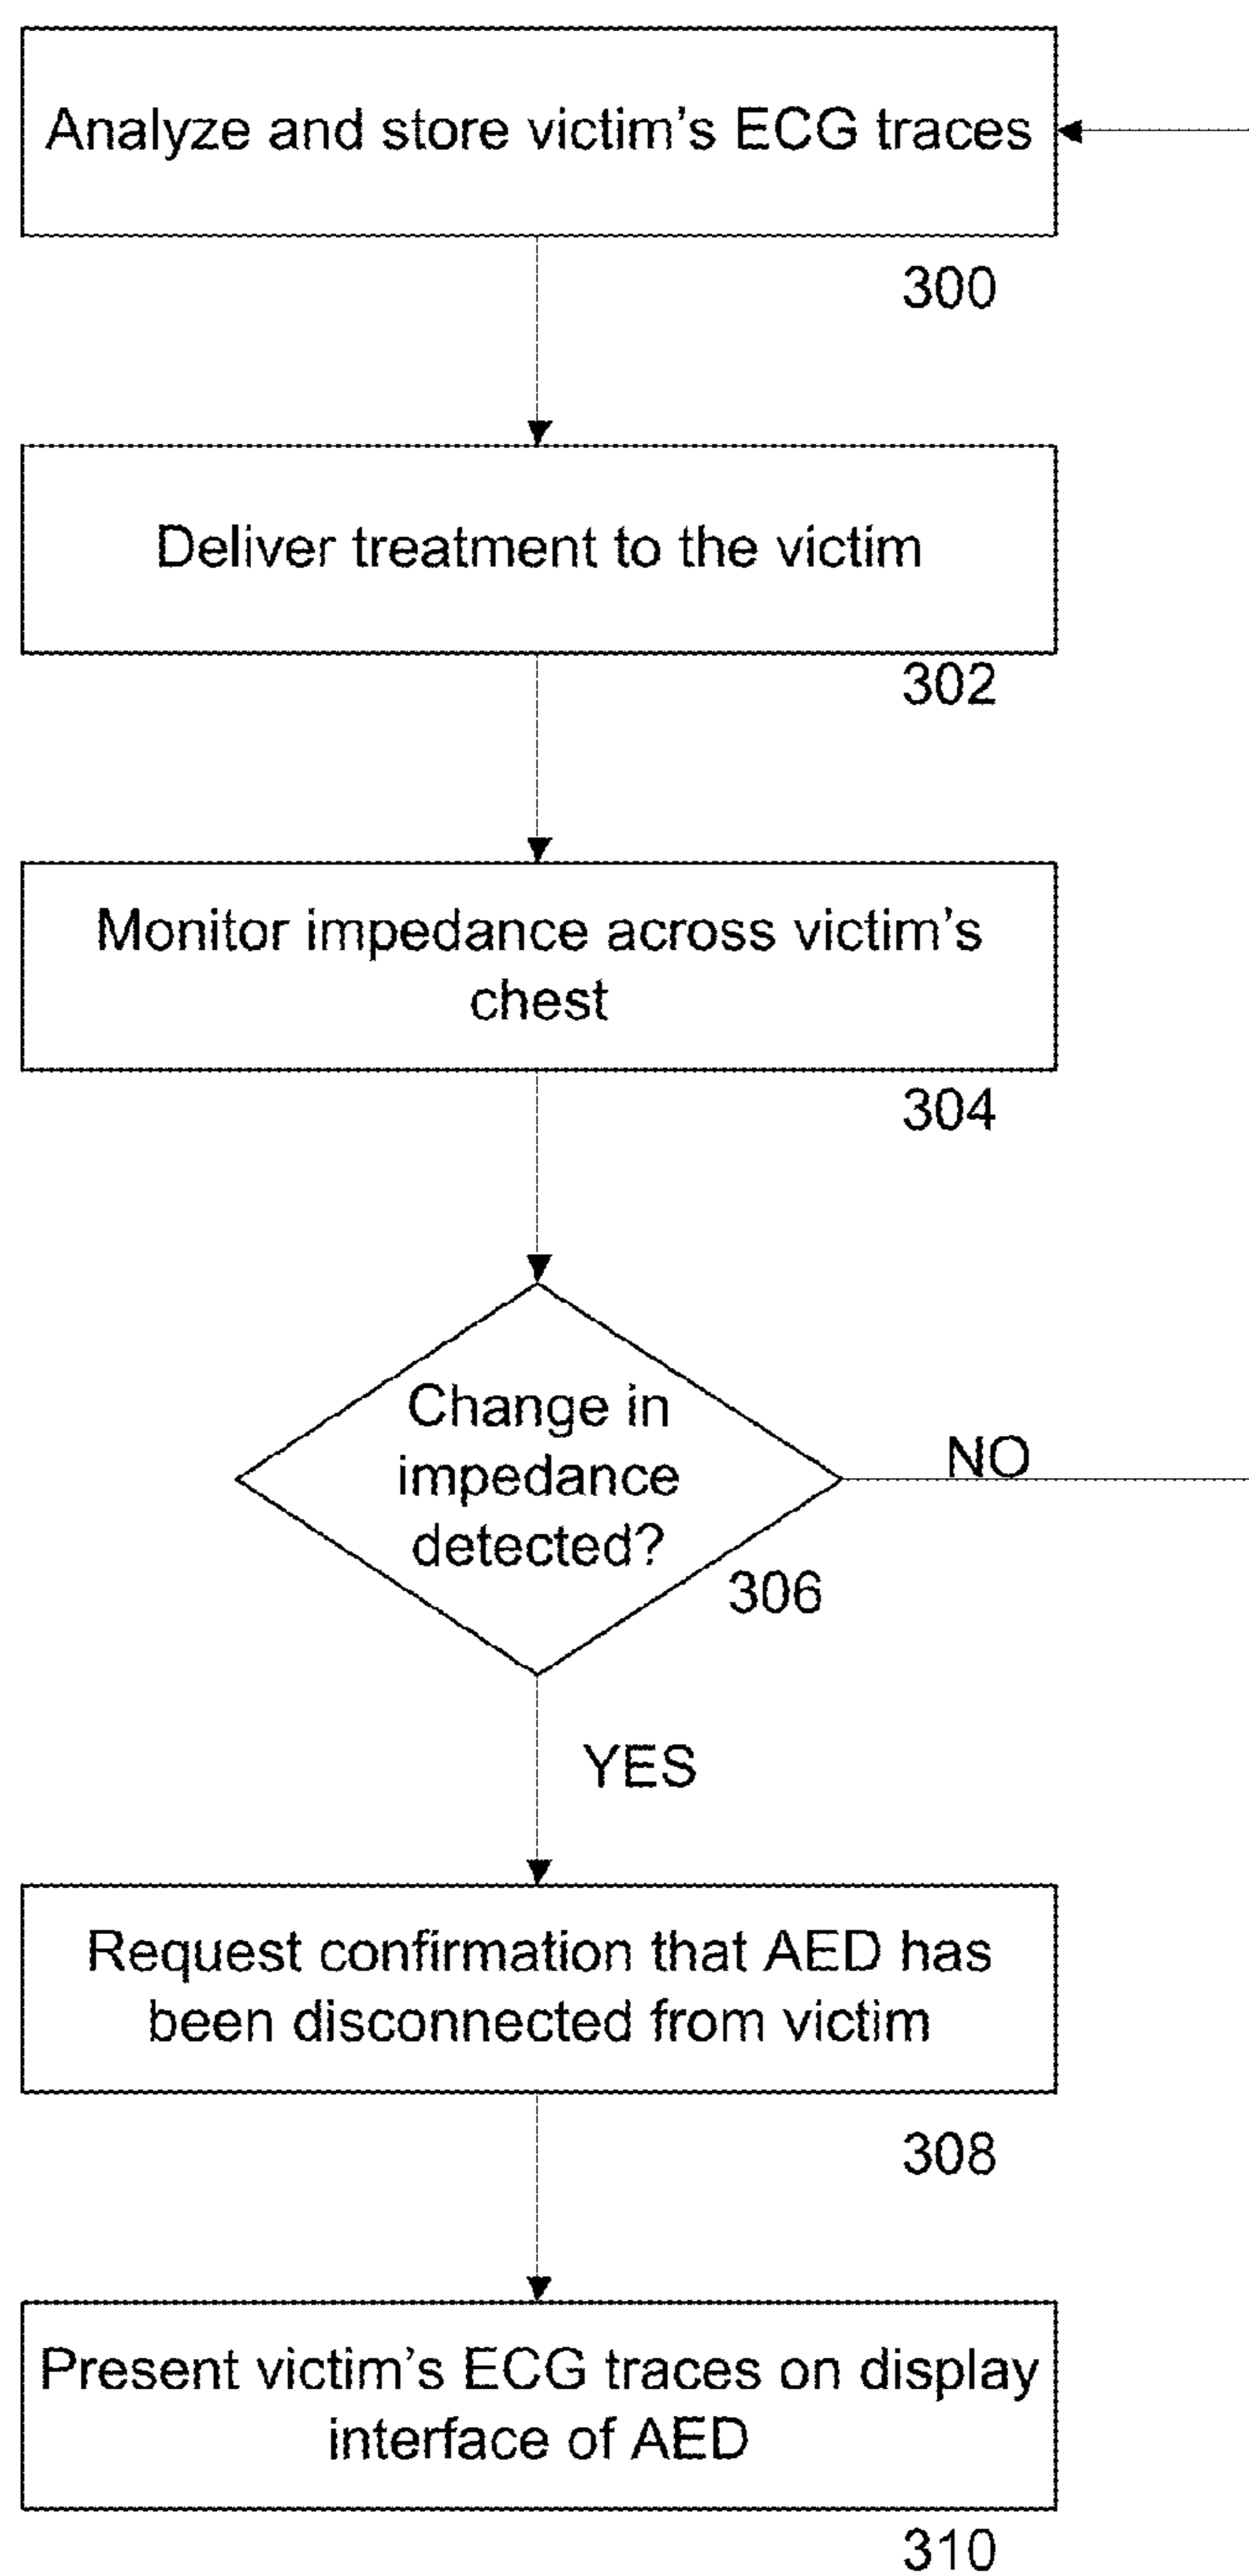 Analyze and store victim's ECG traces
300
Deliver treatment to the victim
302
Monitor impedance across victim's
chest
304
Change in
impedance
detected?
NO
306
YES
Request confirmation that AED has
been disconnected from victim
308
Present victim's ECG traces on display
interface of AED
310